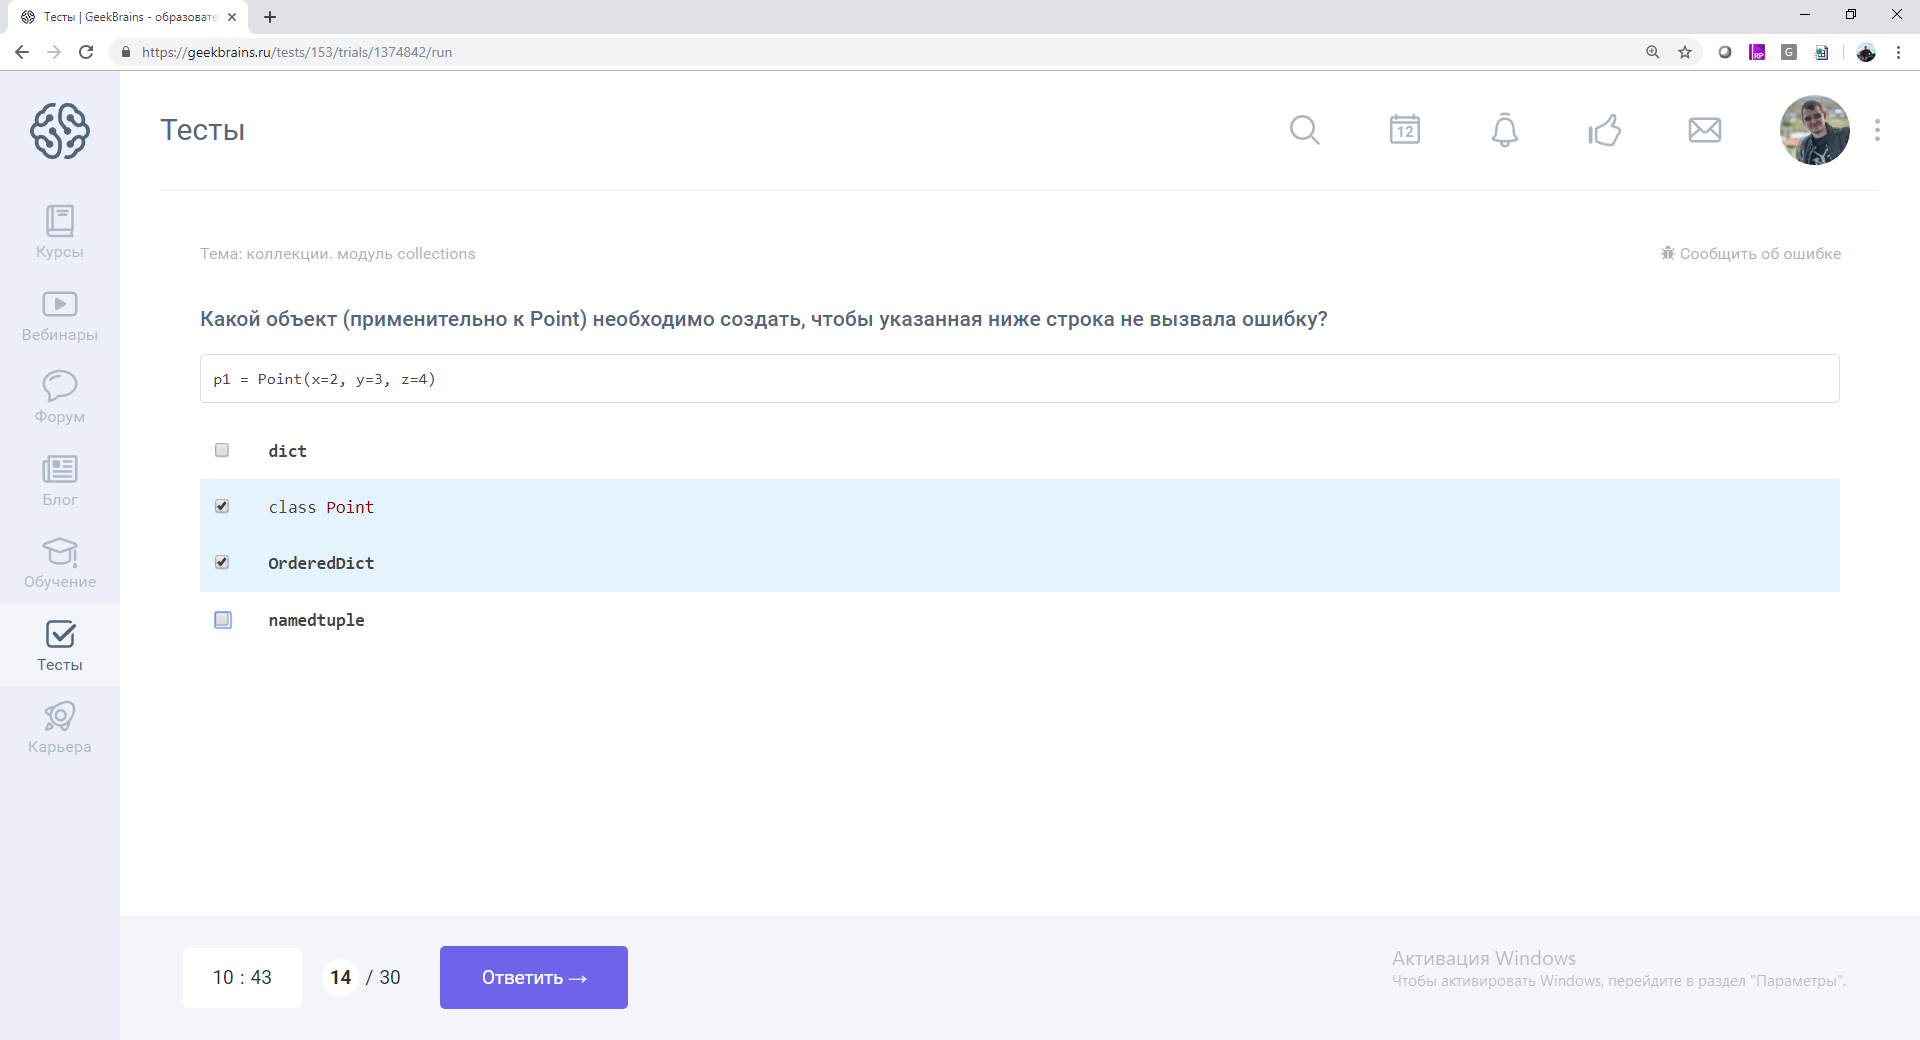 Тесты | GeekBrains - образовате
https://geekbrains.ru/tests/153/trials/1374842/run
RP
G
Тесты
12
Курсы
Вебинары
Форум
Блог
Обучение
Тесты
Карьера
Тема: коллекции. модуль collections
Сообщить об ошибке
Какой объект (применительно к Point) необходимо создать, чтобы указанная ниже строка не вызвала ошибку?
p1 = Point(x=2, y=3, z=4)
dict
class Point
OrderedDict
namedtuple
10 : 43
14 / 30
Ответить →
Активация Windows
Чтобы активировать Windows, перейдите в раздел "Параметры".